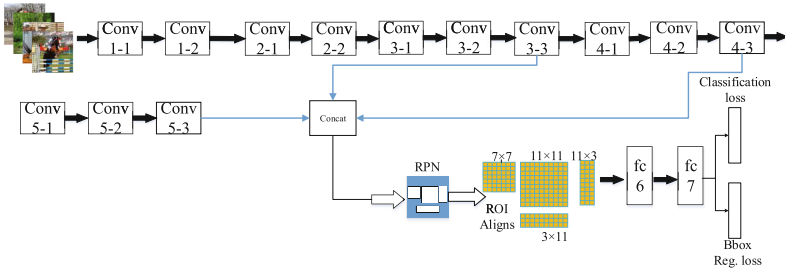 Conv
1-1
Conv
1-2
Conv
2-1
Conv
2-2
Conv
3-1
Conv
3-2
Conv
3-3
Conv
4-1
Conv
4-2
Conv
4-3
Classification
loss
Conv
5-1
Conv
5-2
Conv
5-3
Concat
RPN
7×7
11×11
11×3
ROI
Aligns
3×11
fc
6
fc
7
Bbox
Reg. loss